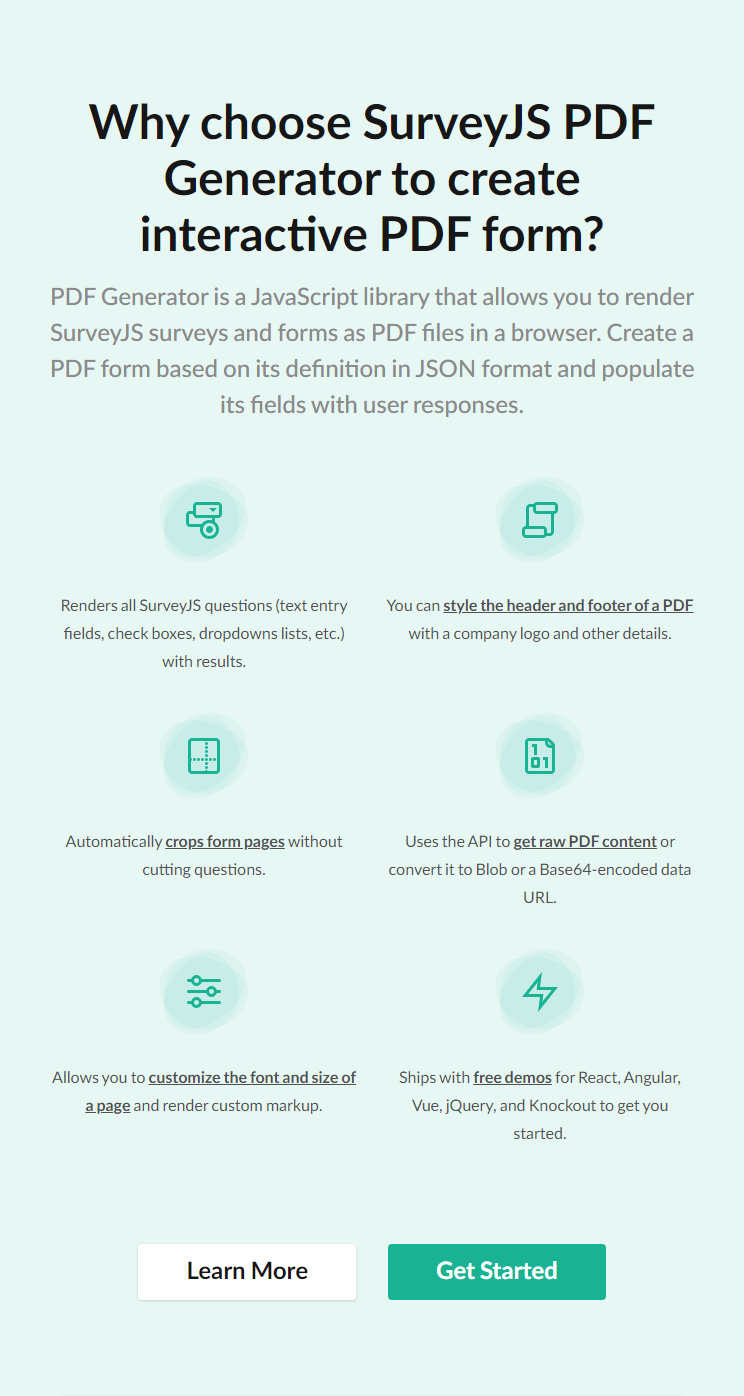 Why choose SurveyJS PDF
Generator to create
interactive PDF form?
PDF Generator is a JavaScript library that allows you to render
SurveyJS surveys and forms as PDF files in a browser. Create a
PDF form based on its definition in JSON format and populate
its fields with user responses.
Renders all SurveyJS questions (text entry
fields, check boxes, dropdowns lists, etc.)
with results.
You can style the header and footer of a PDF
with a company logo and other details.
Automatically crops form pages without
cutting questions.
Uses the API to get raw PDF content or
convert it to Blob or a Base64-encoded data
URL.
Allows you to customize the font and size of
a page and render custom markup.
Ships with free demos for React, Angular,
Vue, jQuery, and Knockout to get you
started.
Learn More
Get Started